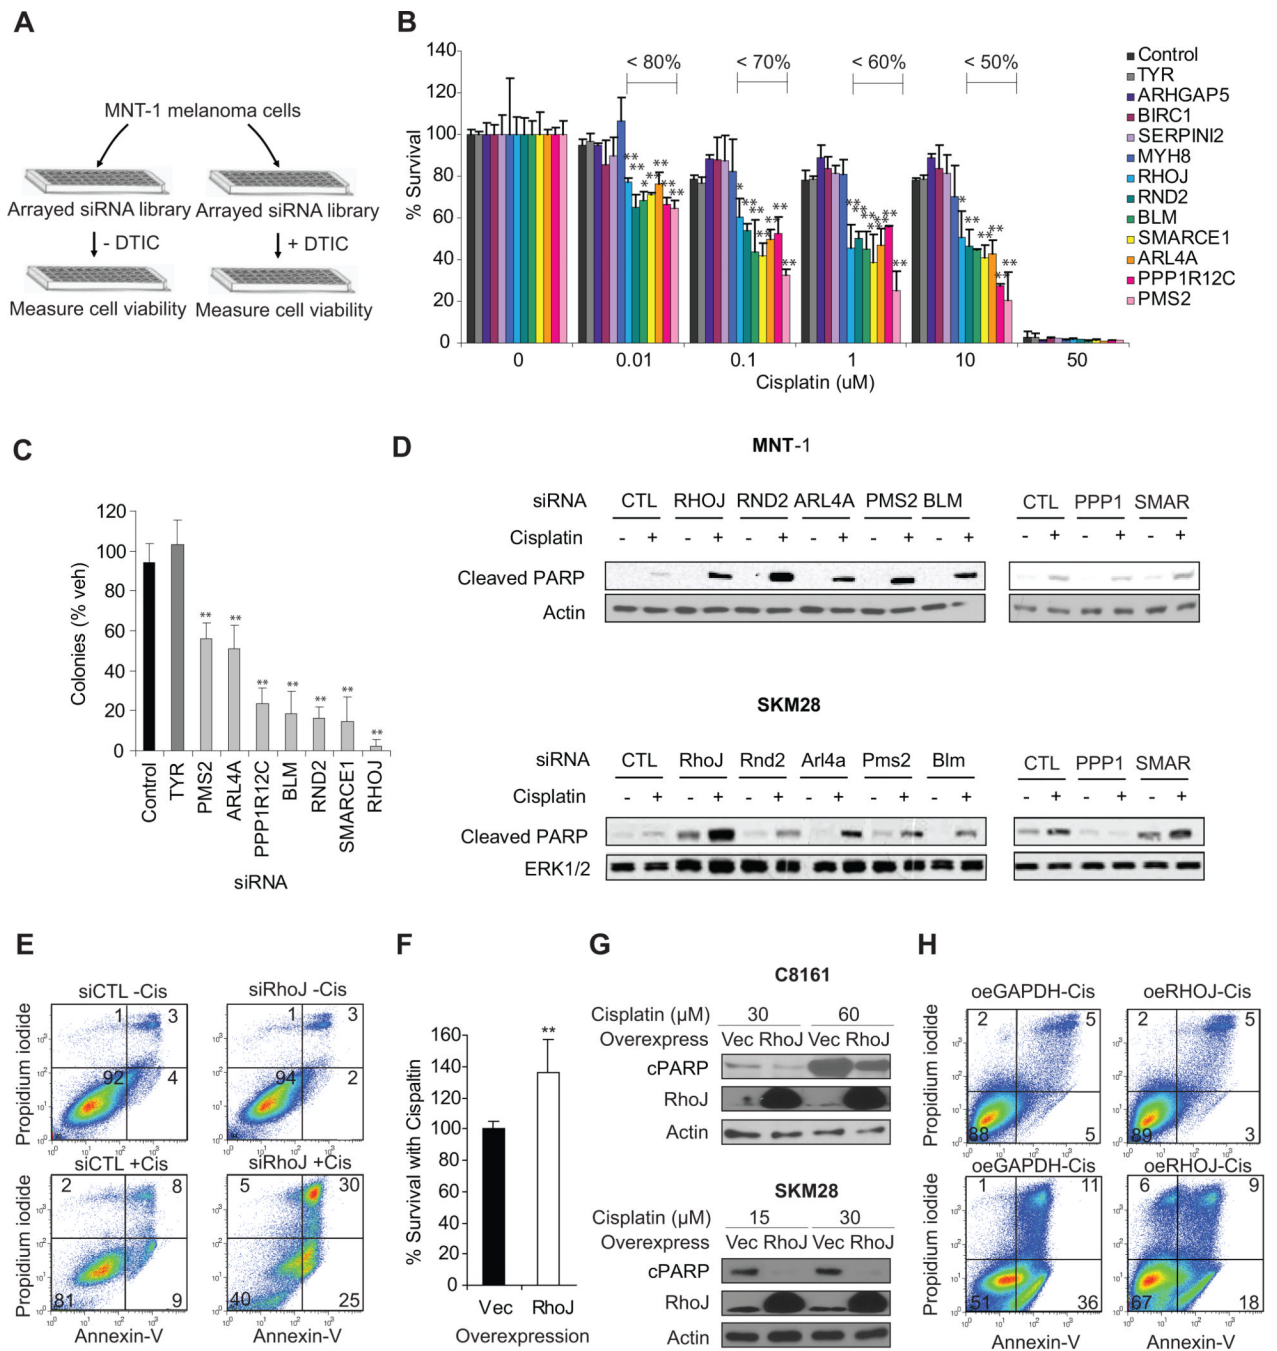 A
MNT-1 melanoma cells
Arrayed siRNA library Arrayed siRNA library
- DTIC + DTIC
Measure cell viability Measure cell viability
B
% Survival
140
120
100
80
60
40
20
0
< 80% < 70% < 60% < 50%
** ** * ** ** **
* ** ** ** ** ** **
** ** ** ** ** ** **
* ** ** ** ** ** **
0 0.01 0.1 1 10 50
Cisplatin (uM)
Control
TYR
ARHGAP5
BIRC1
SERPINI2
MYH8
RHOJ
RND2
BLM
SMARCE1
ARL4A
PPP1R12C
PMS2
C
Colonies (% veh)
120
100
80
60
40
20
0
** ** ** ** ** ** **
Control
TYR
PMS2
ARL4A
PPP1R12C
BLM
RND2
SMARCE1
RHOJ
siRNA
D
MNT-1
siRNA CTL RHOJ RND2 ARL4A PMS2 BLM CTL PPP1 SMAR
Cisplatin - + - + - + - + - + - + - + - + - +
Cleaved PARP
Actin
SKM28
siRNA CTL RhoJ Rnd2 Arl4a Pms2 Blm CTL PPP1 SMAR
Cisplatin - + - + - + - + - + - + - + - + - +
Cleaved PARP
ERK1/2
E
siCTL -Cis siRhoJ -Cis
Propidium iodide
1 3 1 3
92 4 94 2
siCTL +Cis siRhoJ +Cis
Propidium iodide
2 8 5 30
81 9 40 25
Annexin-V Annexin-V
F
% Survival with Cispaltin
160
140
120
100
80
60
40
20
0
**
Vec RhoJ
Overexpression
G
C8161
Cisplatin (µM) 30 60
Overexpress Vec RhoJ Vec RhoJ
cPARP
RhoJ
Actin
SKM28
Cisplatin (µM) 15 30
Overexpress Vec RhoJ Vec RhoJ
cPARP
RhoJ
Actin
H
oeGAPDH-Cis oeRHOJ-Cis
Propidium iodide
2 5 2 5
88 5 89 3
oeGAPDH-Cis oeRHOJ-Cis
Propidium iodide
1 11 6 9
51 36 67 18
Annexin-V Annexin-V